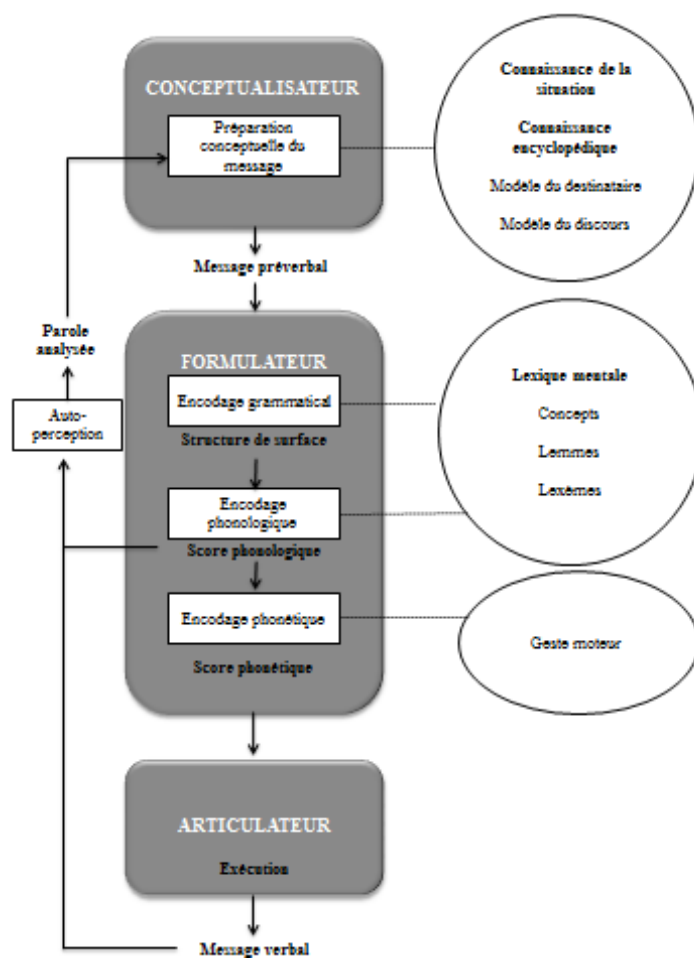 CONCEPTUALISATEUR
Préparation
conceptuelle du
message
Connaissance de la
situation
Connaissance
encyclopédique
Modèle du destinataire
Modèle du discours
Message préverbal
Parole
analysée
Auto-
perception
FORMULATEUR
Encodage grammatical
Structure de surface
Encodage
phonologique
Score phonologique
Encodage phonétique
Score phonétique
Lexique mentale
Concepts
Lemmes
Lexèmes
Geste moteur
ARTICULATEUR
Exécution
Message verbal